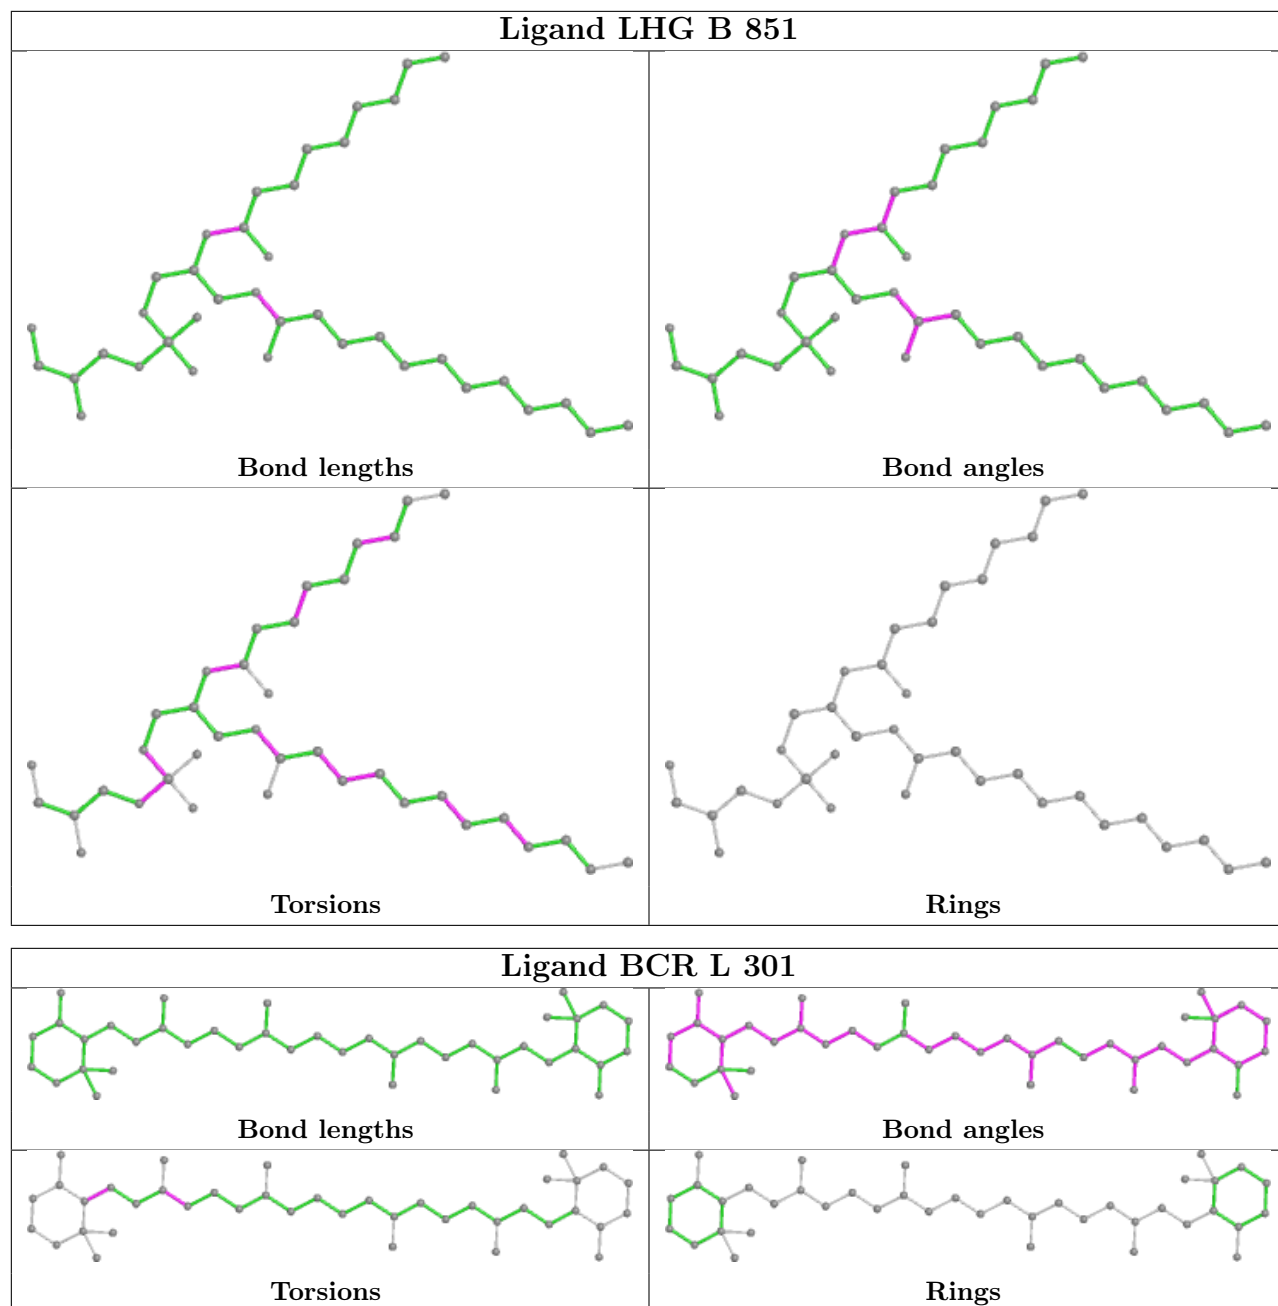 Ligand LHG B 851
Bond lengths
Bond angles
Torsions
Rings
Ligand BCR L 301
Bond lengths
Bond angles
Torsions
Rings